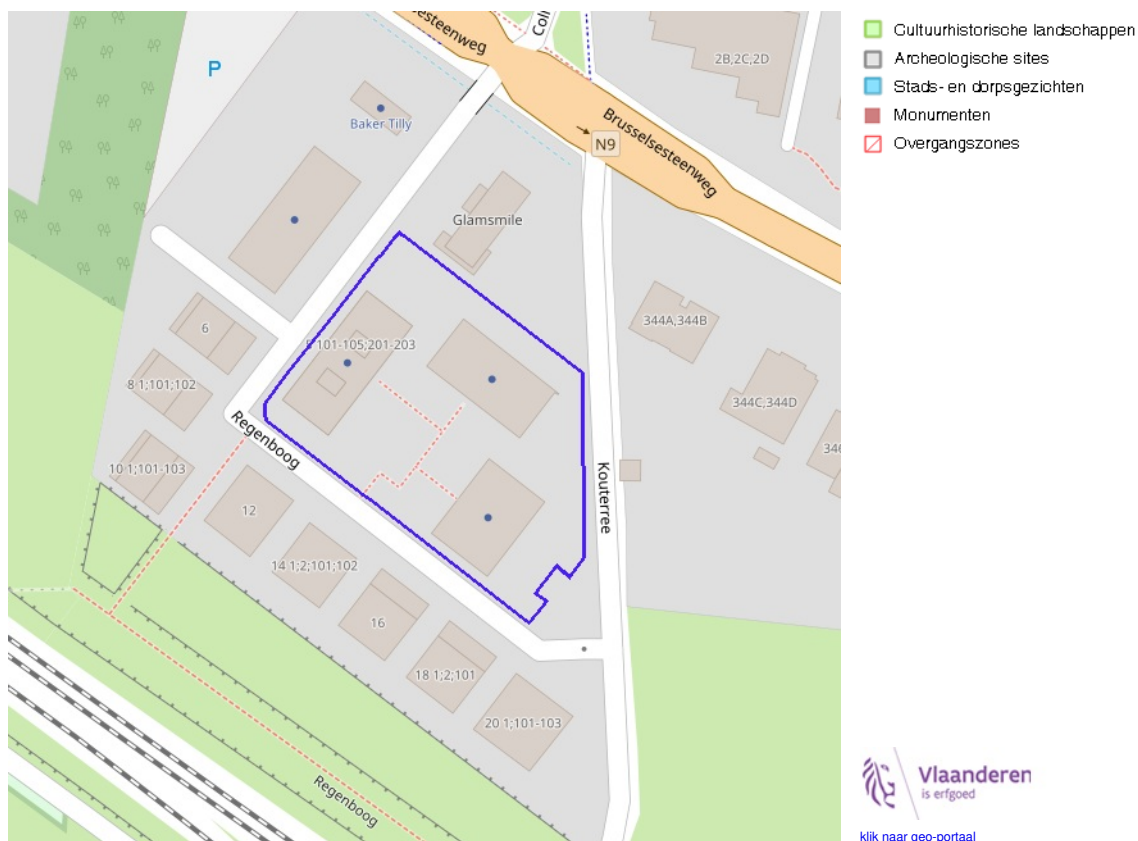 sesteenweg
Coln
2B,2C,2D
P
Baker Tilly
Brusselsesteenweg
N9
Glamsmile
344A,344B
6
101-105;201-203
8 1;101;102
344C,344D
Regenboog
346
10 1;101-103
Kouterree
12
14 1;2;101;102
16
18 1;2;101
20 1;101-103
Regenboog
Cultuurhistorische landschappen
Archeologische sites
Stads- en dorpsgezichten
Monumenten
Overgangszones
Vlaanderen
is erfgoed
klik naar geo-portaal